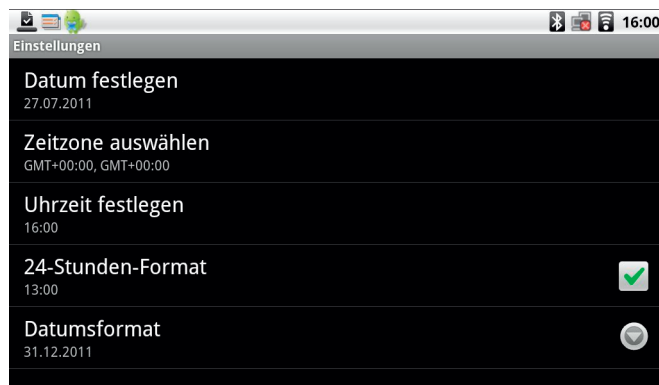 16:00
Einstellungen
Datum festlegen
27.07.2011
Zeitzone auswählen
GMT+00:00, GMT+00:00
Uhrzeit festlegen
16:00
24-Stunden-Format
13:00
Datumsformat
31.12.2011